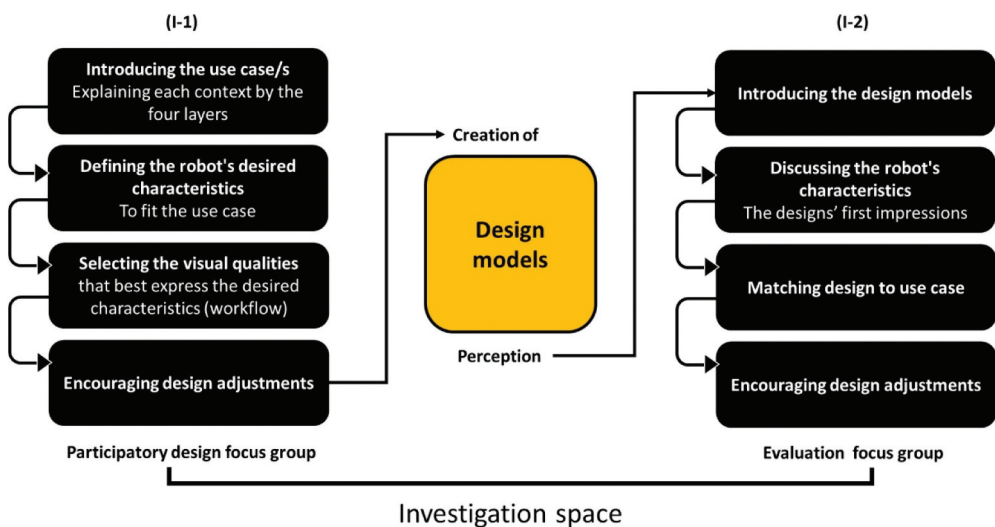 (I-1)
Introducing the use case/s
Explaining each context by the
four layers
Defining the robot's desired
characteristics
To fit the use case
Selecting the visual qualities
that best express the desired
characteristics (workflow)
Encouraging design adjustments
Participatory design focus group
Creation of
Design
models
Perception
(I-2)
Introducing the design models
Discussing the robot's
characteristics
The designs’ first impressions
Matching design to use case
Encouraging design adjustments
Evaluation focus group
Investigation space